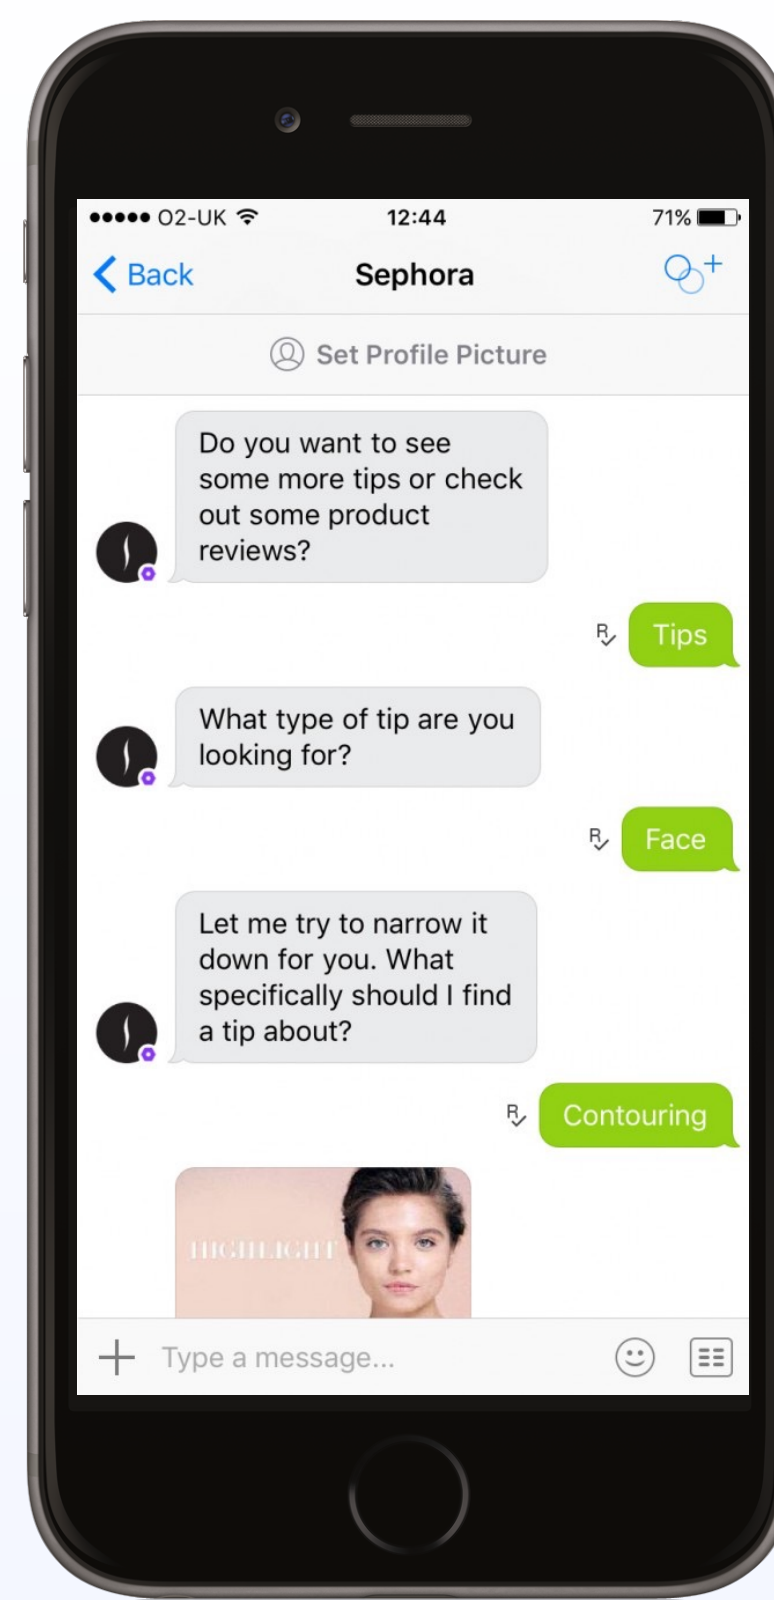 O2-UK
12:44
71%
Back
Sephora
Set Profile Picture
Do you want to see
some more tips or check
out some product
reviews?
R
Tips
What type of tip are you
looking for?
R
Face
Let me try to narrow it
down for you. What
specifically should I find
a tip about?
R
Contouring
HIGHLIGHT
Type a message...